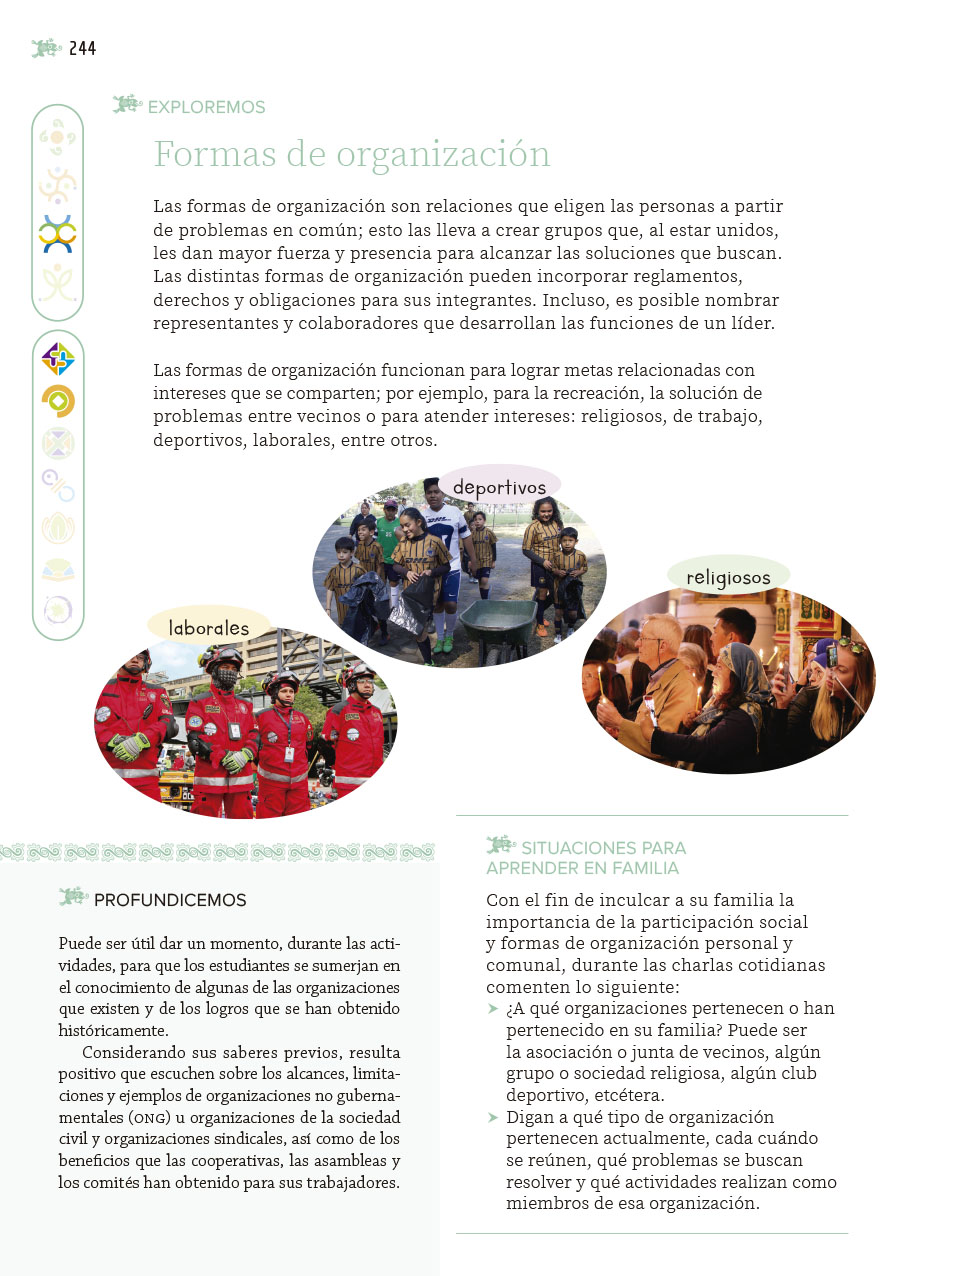 244
EXPLOREMOS
Formas de organización
Las formas de organización son relaciones que eligen las personas a partir
de problemas en común; esto las lleva a crear grupos que, al estar unidos,
les dan mayor fuerza y presencia para alcanzar las soluciones que buscan.
Las distintas formas de organización pueden incorporar reglamentos,
derechos y obligaciones para sus integrantes. Incluso, es posible nombrar
representantes y colaboradores que desarrollan las funciones de un líder.
Las formas de organización funcionan para lograr metas relacionadas con
intereses que se comparten; por ejemplo, para la recreación, la solución de
problemas entre vecinos o para atender intereses: religiosos, de trabajo,
deportivos, laborales, entre otros.
deportivos
religiosos
laborales
PROFUNDICEMOS
Puede ser útil dar un momento, durante las acti-
vidades, para que los estudiantes se sumerjan en
el conocimiento de algunas de las organizaciones
que existen y de los logros que se han obtenido
históricamente.
Considerando sus saberes previos, resulta
positivo que escuchen sobre los alcances, limita-
ciones y ejemplos de organizaciones no guberna-
mentales (ONG) u organizaciones de la sociedad
civil y organizaciones sindicales, así como de los
beneficios que las cooperativas, las asambleas y
los comités han obtenido para sus trabajadores.
SITUACIONES PARA
APRENDER EN FAMILIA
Con el fin de inculcar a su familia la
importancia de la participación social
y formas de organización personal y
comunal, durante las charlas cotidianas
comenten lo siguiente:
➤ ¿A qué organizaciones pertenecen o han
pertenecido en su familia? Puede ser
la asociación o junta de vecinos, algún
grupo o sociedad religiosa, algún club
deportivo, etcétera.
➤ Digan a qué tipo de organización
pertenecen actualmente, cada cuándo
se reúnen, qué problemas se buscan
resolver y qué actividades realizan como
miembros de esa organización.